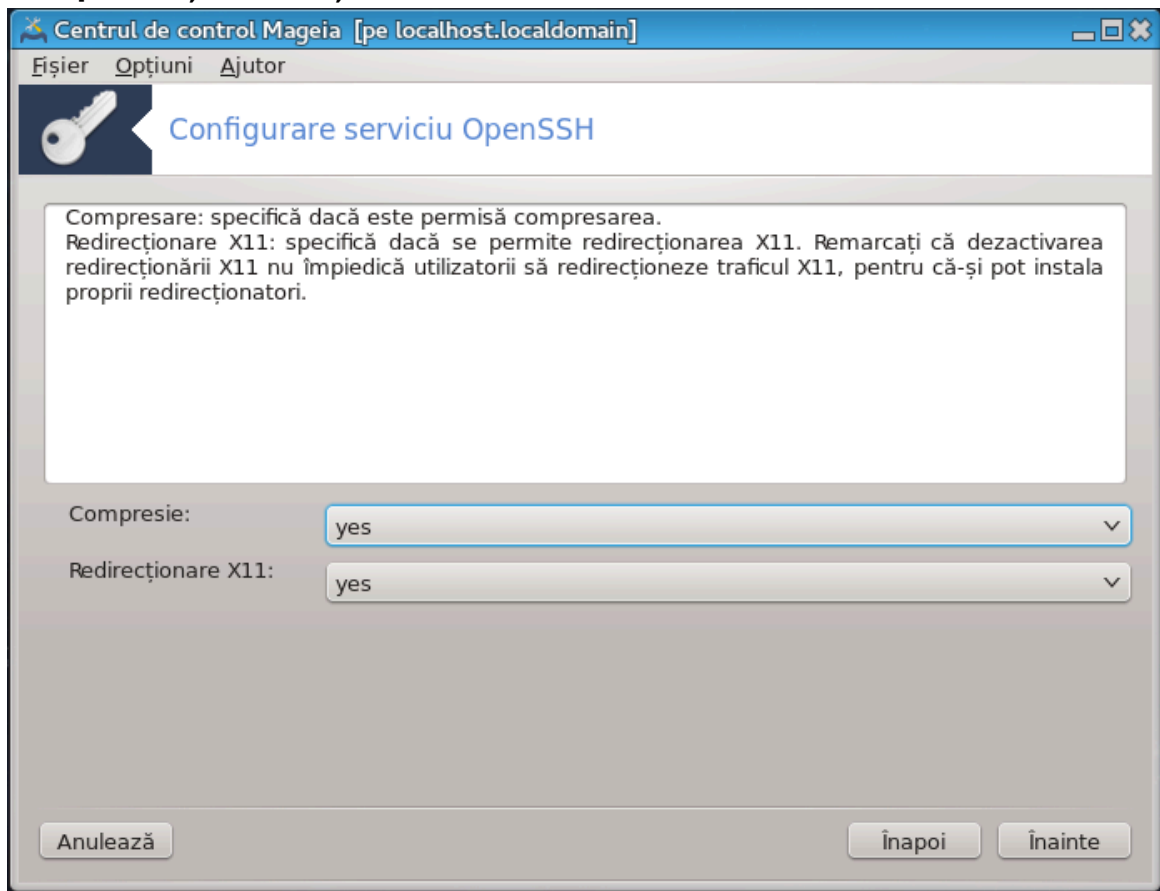 Centrul de control Mageia [pe localhost.localdomain]
Fișier Opțiuni Ajutor
Configurare serviciu OpenSSH
Compresare: specifică dacă este permisă compresarea.
Redirecționare X11: specifică dacă se permite redirecționarea X11. Remarcați că dezactivarea
redirecționării X11 nu împiedică utilizatorii să redirecționeze traficul X11, pentru că-și pot instala
proprii redirecționatori.
Compresie:
yes
Redirecționare X11:
yes
Anulează
Înapoi
Înainte